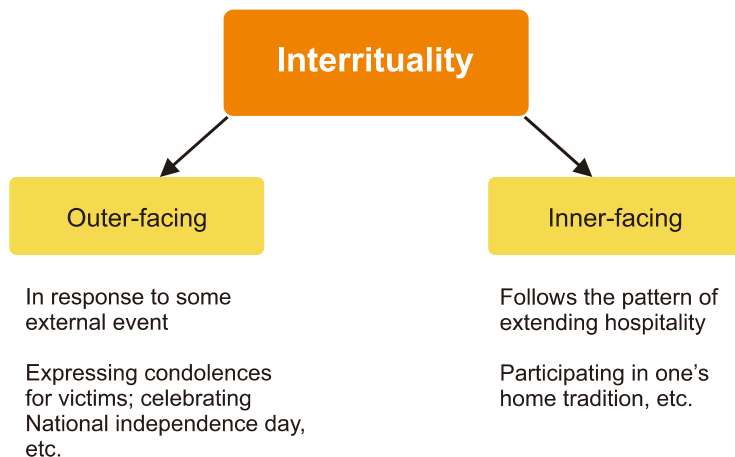 Interrituality
Outer-facing
In response to some
external event
Expressing condolences
for victims; celebrating
National independence day,
etc.
Inner-facing
Follows the pattern of
extending hospitality
Participating in one’s
home tradition, etc.